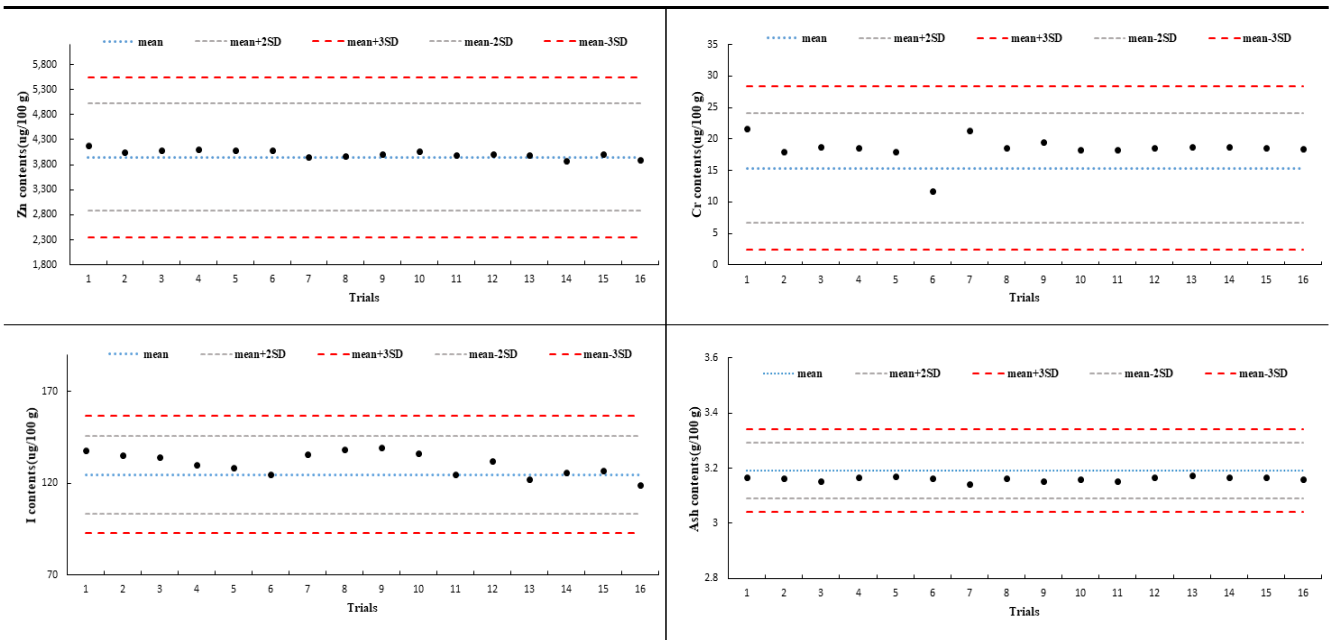 mean mean+2SD mean+3SD mean-2SD mean-3SD
Zn contents(ug/100 g)
5,800
5,300
4,800
4,300
3,800
3,300
2,800
2,300
1,800
1 2 3 4 5 6 7 8 9 10 11 12 13 14 15 16
Trials
mean mean+2SD mean+3SD mean-2SD mean-3SD
Cr contents(ug/100 g)
35
30
25
20
15
10
5
0
1 2 3 4 5 6 7 8 9 10 11 12 13 14 15 16
Trials
mean mean+2SD mean+3SD mean-2SD mean-3SD
I contents(ug/100 g)
170
120
70
1 2 3 4 5 6 7 8 9 10 11 12 13 14 15 16
Trials
mean mean+2SD mean+3SD mean-2SD mean-3SD
Ash contents(g/100 g)
3.6
3.4
3.2
3
2.8
1 2 3 4 5 6 7 8 9 10 11 12 13 14 15 16
Trials